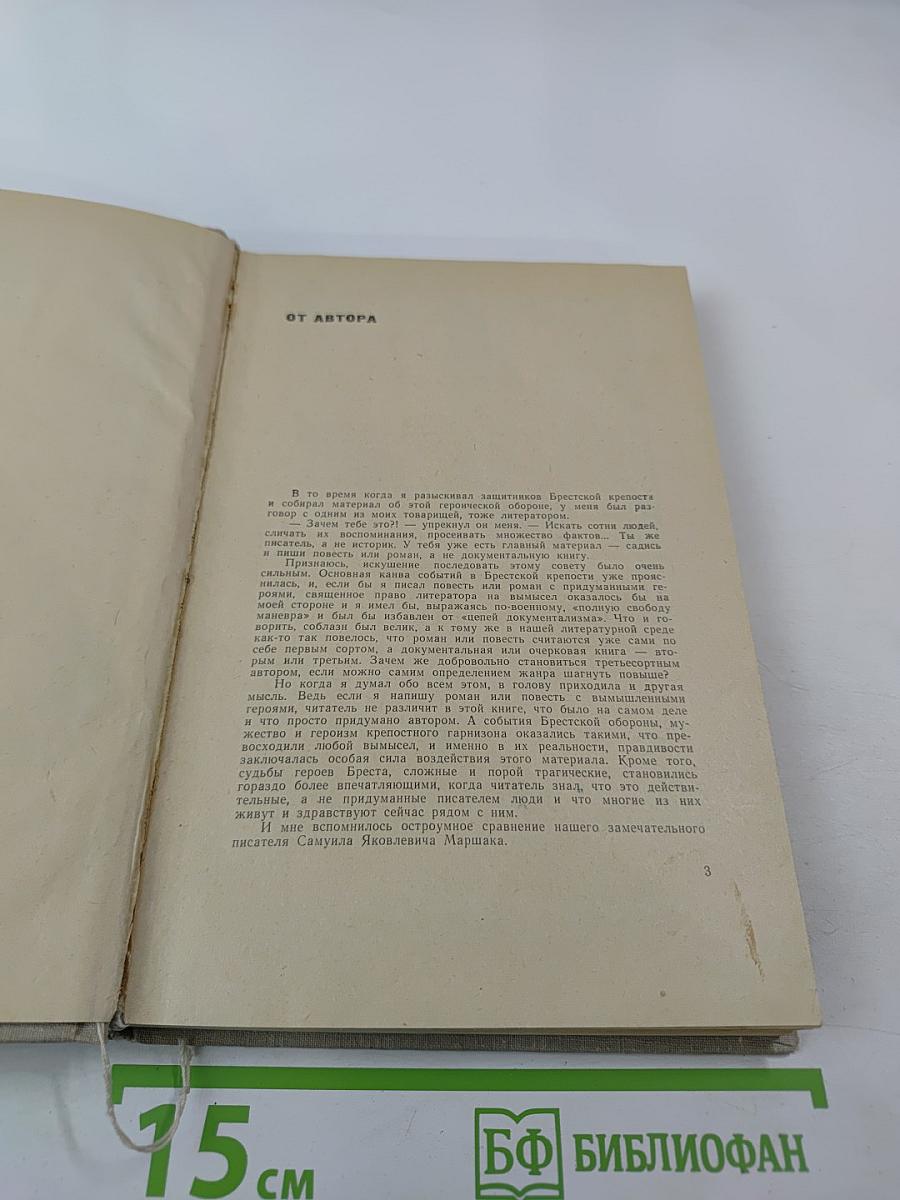 ОТ АВТОРА
В то время когда я разыскивал защитников Брестской крепости
и собирал материал об этой героической обороне, у меня был раз-
говор с одним из моих товарищей, тоже литератором.
— Зачем тебе это?! — упрекнул он меня. — Искать сотни людей,
сличать их воспоминания, просеивать множество фактов... Ты же
писатель, а не историк. У тебя уже есть главный материал — садись
и пиши повесть или роман, а не документальную книгу.
Признаюсь, искушение последовать этому совету было очень
сильным. Основная канва событий в Брестской крепости уже прояс-
нилась, и, если бы я писал повесть или роман с придуманными ге-
роями, священное право литератора на вымысел оказалось бы на
моей стороне и я имел бы, выражаясь по-военному, «полную свободу
маневра» и был бы избавлен от «цепей документализма». Что и го-
ворить, соблазн был велик, а к тому же в нашей литературной среде
как-то так повелось, что роман или повесть считаются уже сами по
себе первым сортом, а документальная или очерковая книга — вто-
рым или третьим. Зачем же добровольно становиться третьесортным
автором, если можно самим определением жанра шагнуть повыше?
Но когда я думал обо всем этом, в голову приходила и другая
мысль. Ведь если я напишу роман или повесть с вымышленными
героями, читатель не различит в этой книге, что было на самом деле
и что просто придумано автором. А события Брестской обороны, му-
жество и героизм крепостного гарнизона оказались такими, что пре-
восходили любой вымысел, и именно в их реальности, правдивости
заключалась особая сила воздействия этого материала. Кроме того,
судьбы героев Бреста, сложные и порой трагические, становились
гораздо более впечатляющими, когда читатель знал, что это действи-
тельные, а не придуманные писателем люди и что многие из них
живут и здравствуют сейчас рядом с ним.
И мне вспомнилось остроумное сравнение нашего замечательного
писателя Самуила Яковлевича Маршака.
3
15 см
БФ БИБЛИОФАН